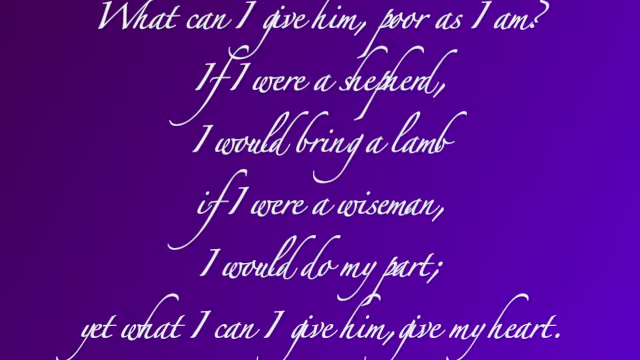 What can I give him, poor as I am?
If I were a shepherd,
I would bring a lamb
if I were a wiseman,
I would do my part;
yet what I can I give him, give my heart.